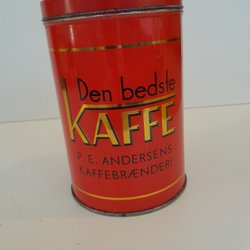 Den bedste
KAFFE
P. E. ANDERSENS
KAFFEBRÆNDERI